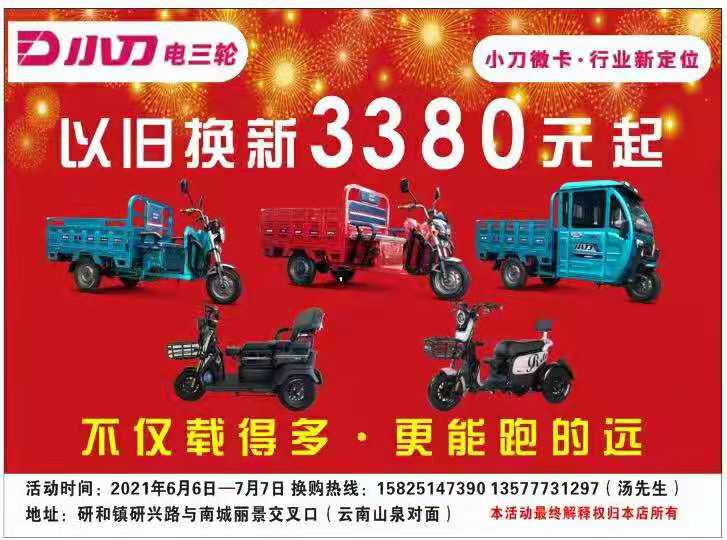 小刀电三轮
小刀微卡·行业新定位
以旧换新3380元起
不仅载得多·更能跑的远
活动时间：2021年6月6日—7月7日 换购热线：15825147390 13577731297（汤先生）
地址：研和镇研兴路与南城丽景交叉口（云南山泉对面） 本活动最终解释权归本店所有